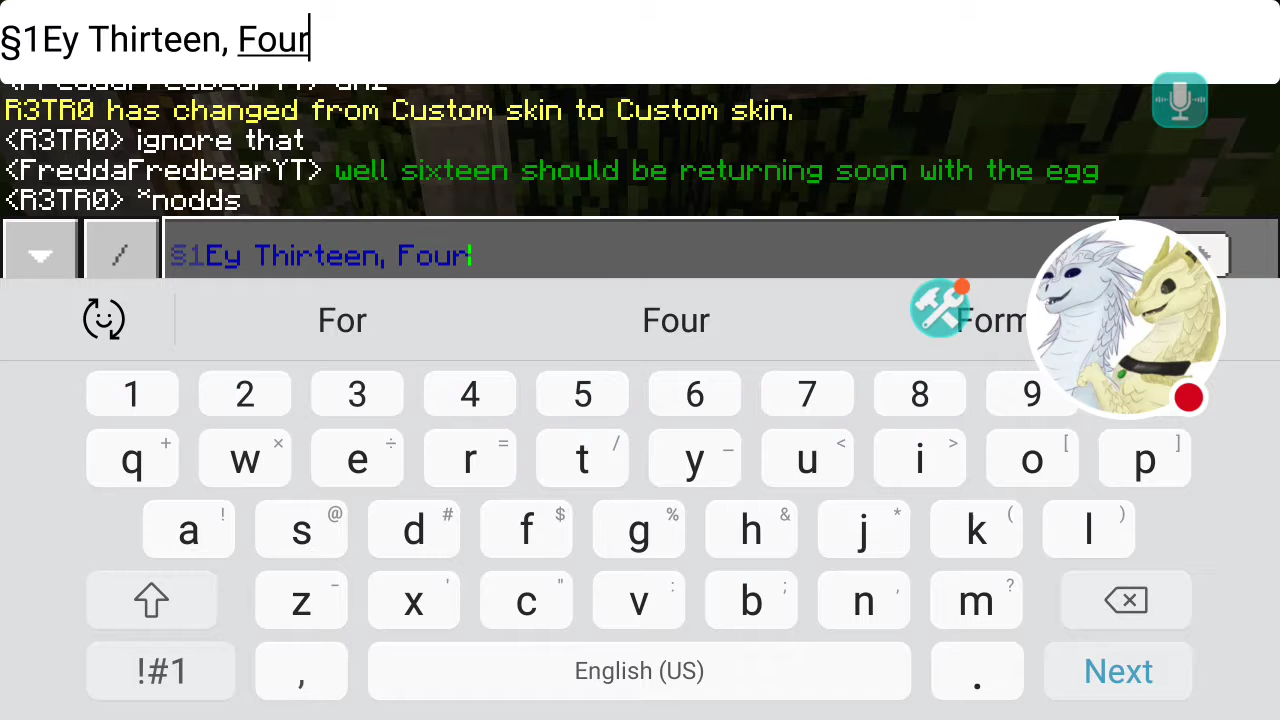 §1Ey Thirteen, Four
R3TR0 has changed from Custom skin to Custom skin.
<R3TR0> ignore that
<FreddaFredbearYT> well sixteen should be returning soon with the egg
<R3TR0> *nodds
/ §1Ey Thirteen, Four
For Four Form
1 2 3 4 5 6 7 8 9
q + w × e ÷ r = t / y _ u < i > o [ p ]
a ! s @ d # f $ g % h & j * k ( l )
z - x ' c " v : b ; n , m ?
!#1 , English (US) . Next